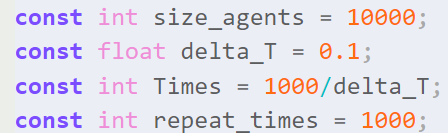 const int size_agents = 10000;
const float delta_T = 0.1;
const int Times = 1000/delta_T;
const int repeat_times = 1000;